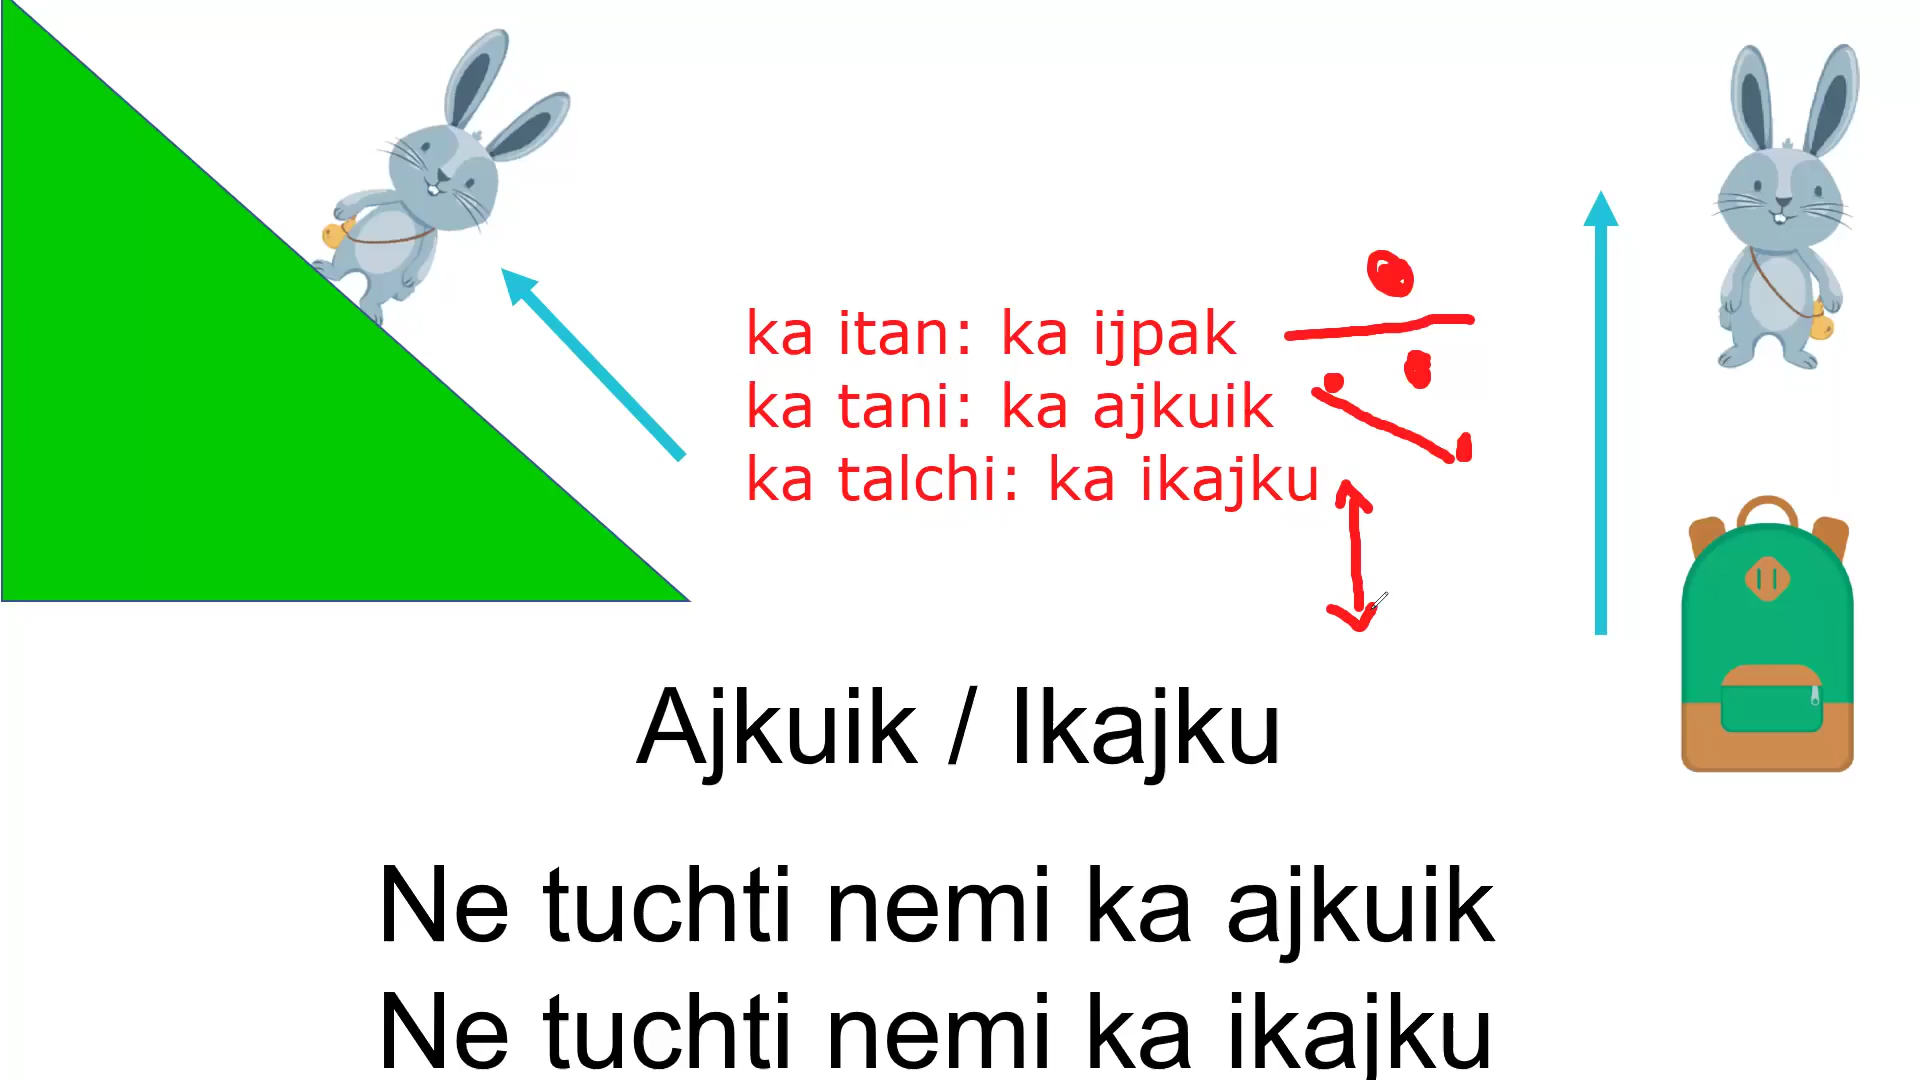 ka itan: ka ijpak
ka tani: ka ajkuik
ka talchi: ka ikajku
Ajkuik / Ikajku
Ne tuchti nemi ka ajkuik
Ne tuchti nemi ka ikajku